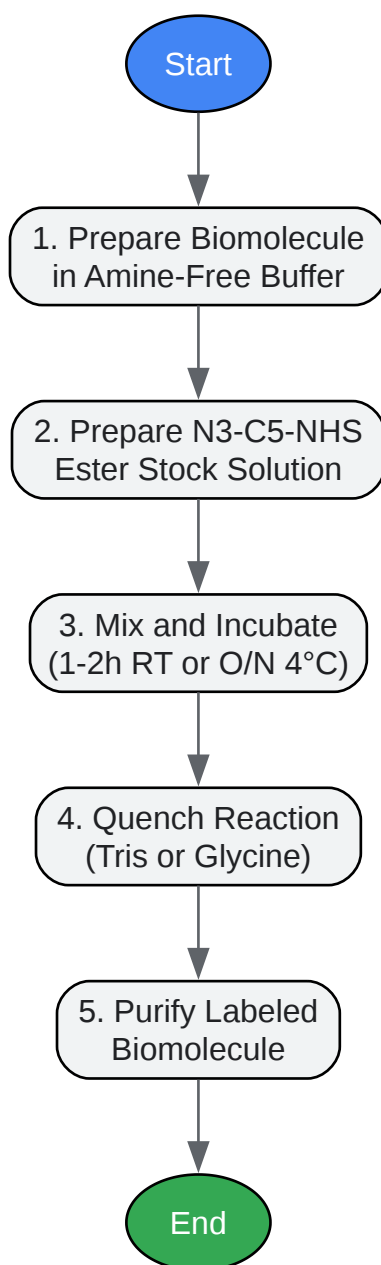 Start
1. Prepare Biomolecule
in Amine-Free Buffer
2. Prepare N3-C5-NHS
Ester Stock Solution
3. Mix and Incubate
(1-2h RT or O/N 4°C)
4. Quench Reaction
(Tris or Glycine)
5. Purify Labeled
Biomolecule
End